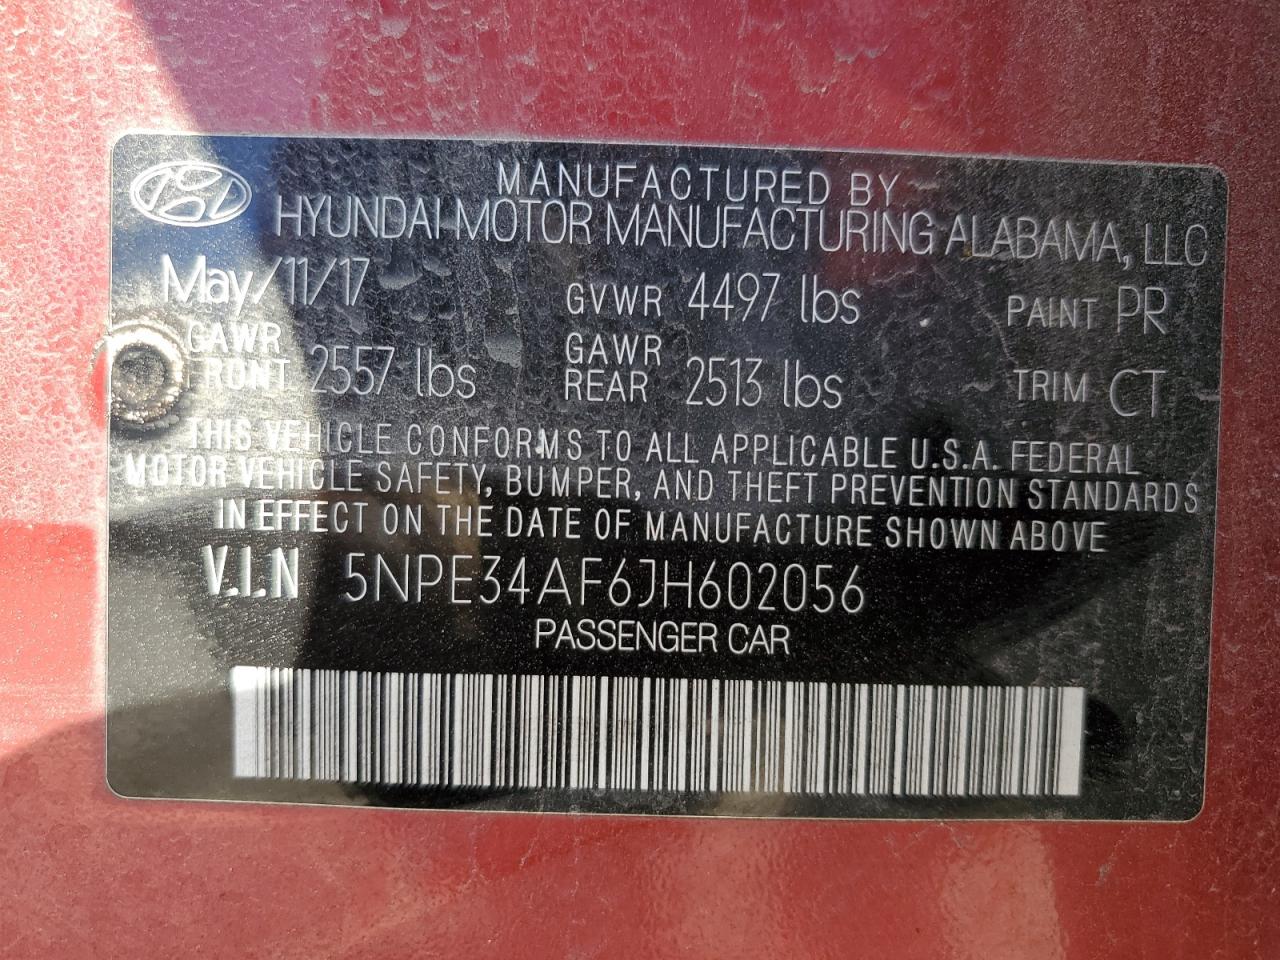 MANUFACTURED BY
HYUNDAI MOTOR MANUFACTURING ALABAMA, LLC
May/11/17 GVWR 4497 lbs PAINT PR
GAWR FRONT 2557 lbs GAWR REAR 2513 lbs TRIM CT
THIS VEHICLE CONFORMS TO ALL APPLICABLE U.S.A. FEDERAL
MOTOR VEHICLE SAFETY, BUMPER, AND THEFT PREVENTION STANDARDS
IN EFFECT ON THE DATE OF MANUFACTURE SHOWN ABOVE
V.I.N 5NPE34AF6JH602056
PASSENGER CAR